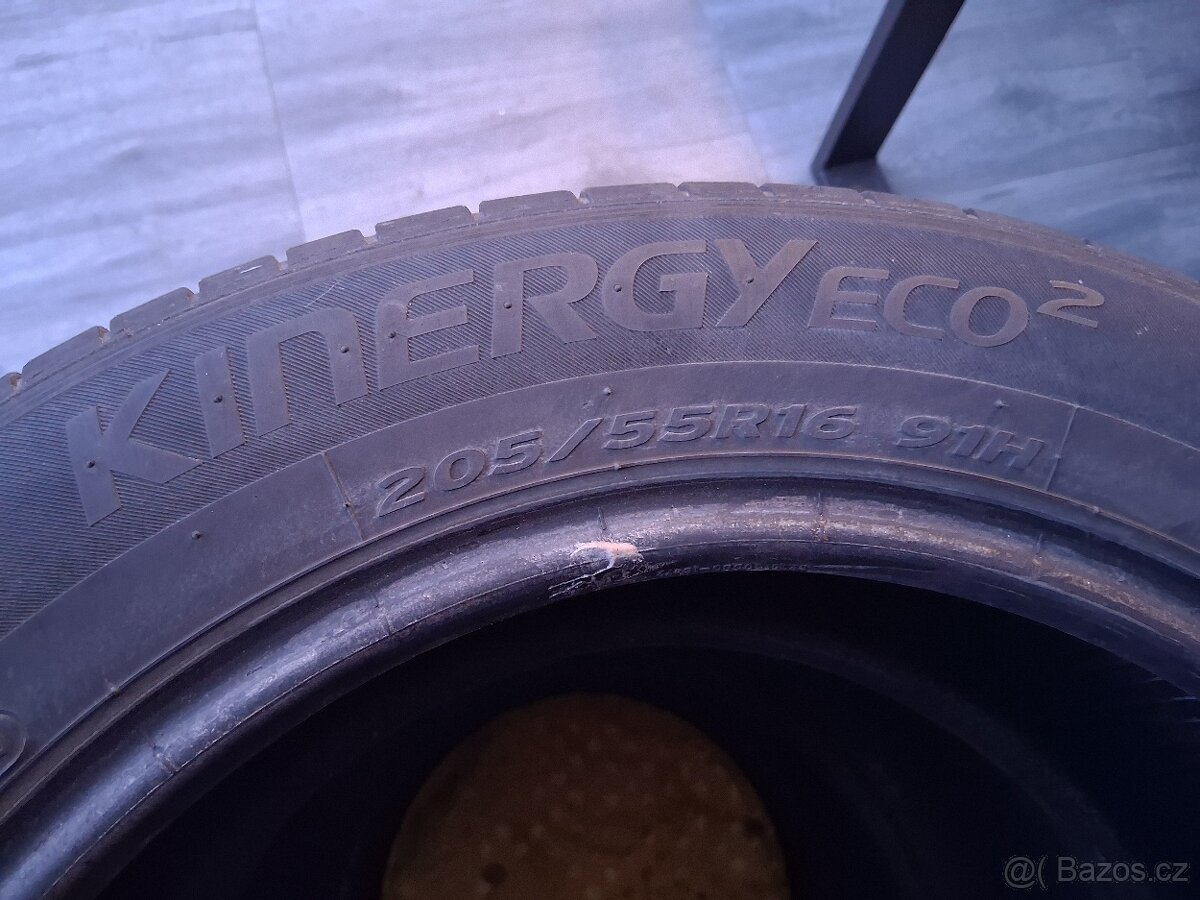 KINERGY ECO²
205/55R16 91H
@( Bazos.cz